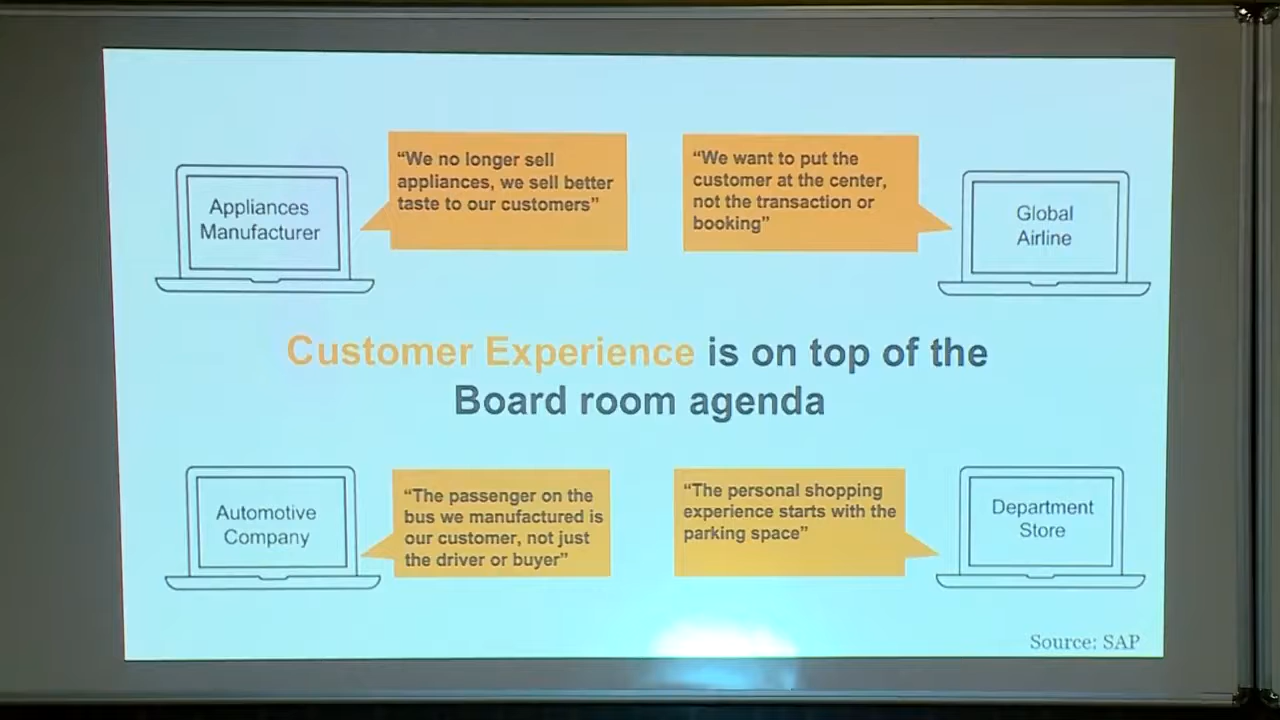 Appliances
Manufacturer
“We no longer sell
appliances, we sell better
taste to our customers”
“We want to put the
customer at the center,
not the transaction or
booking”
Global
Airline
Customer Experience is on top of the
Board room agenda
Automotive
Company
“The passenger on the
bus we manufactured is
our customer, not just
the driver or buyer”
“The personal shopping
experience starts with the
parking space”
Department
Store
Source: SAP